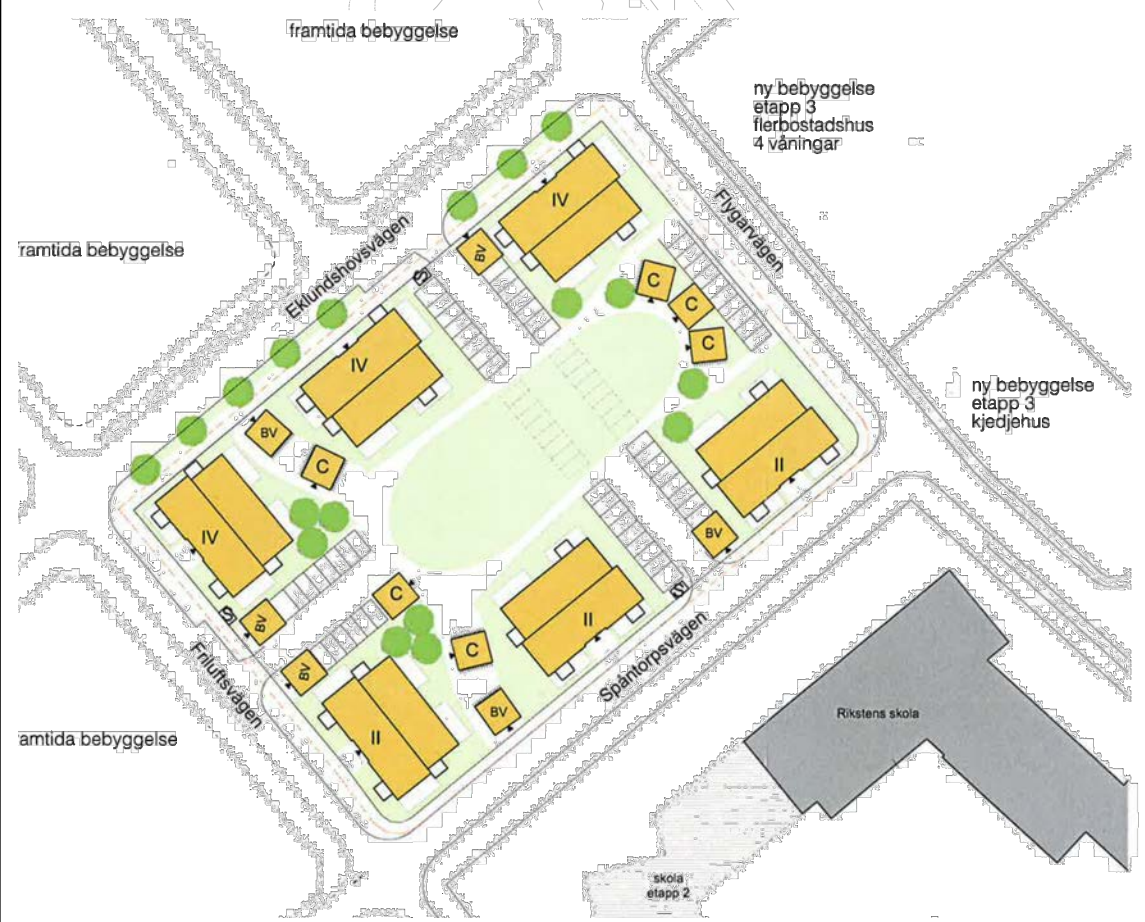 framtida bebyggelse
ny bebyggelse
etapp 3
flerbostadshus
4 våningar
Flygarvägen
IV
BV
ramtida bebyggelse
Eklundshovsvägen
C
C
C
IV
BV
C
ny bebyggelse
etapp 3
kjedjehus
II
IV
BV
C
BV
II
Friluftsvägen
BV
C
Spåntorpsvägen
BV
II
Rikstens skola
amtida bebyggelse
skola
etapp 2